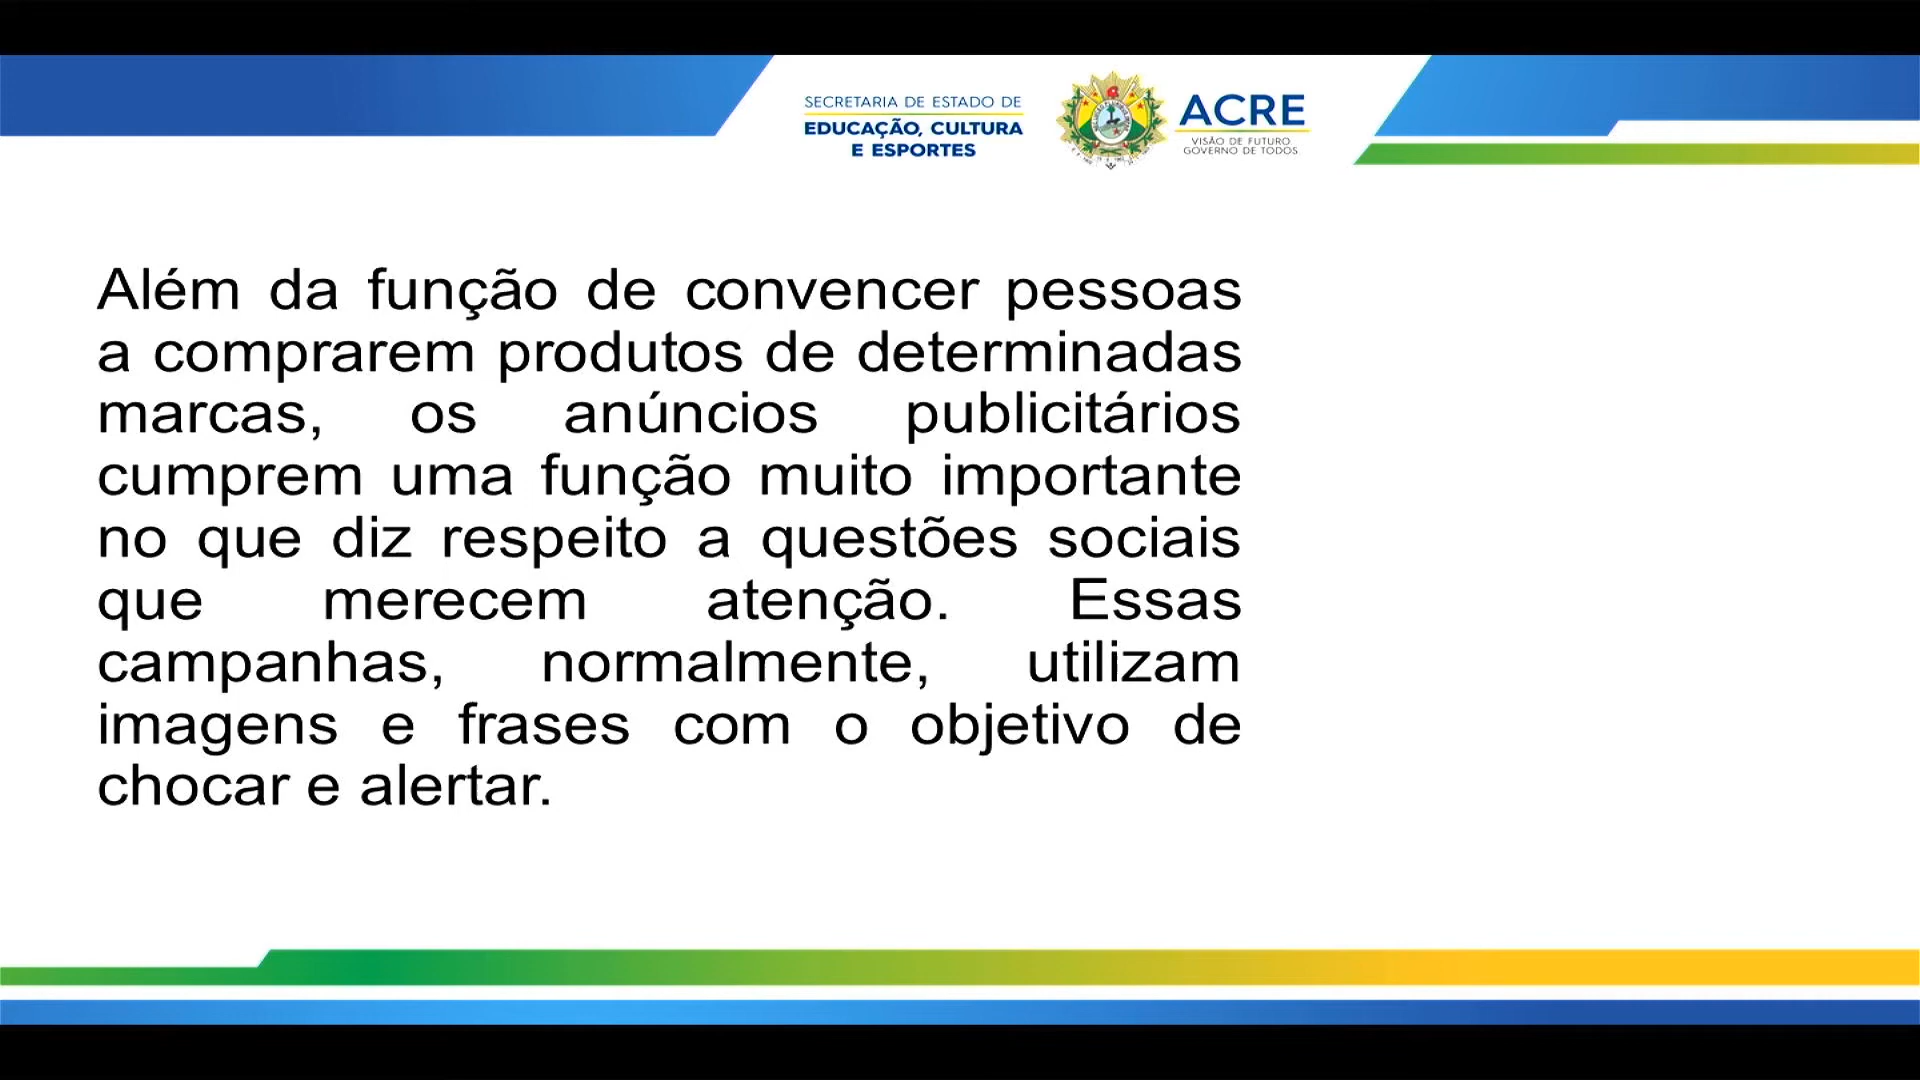 SECRETARIA DE ESTADO DE
EDUCAÇÃO, CULTURA
E ESPORTES
ACRE
VISÃO DE FUTURO
GOVERNO DE TODOS
Além da função de convencer pessoas
a comprarem produtos de determinadas
marcas, os anúncios publicitários
cumprem uma função muito importante
no que diz respeito a questões sociais
que merecem atenção. Essas
campanhas, normalmente, utilizam
imagens e frases com o objetivo de
chocar e alertar.